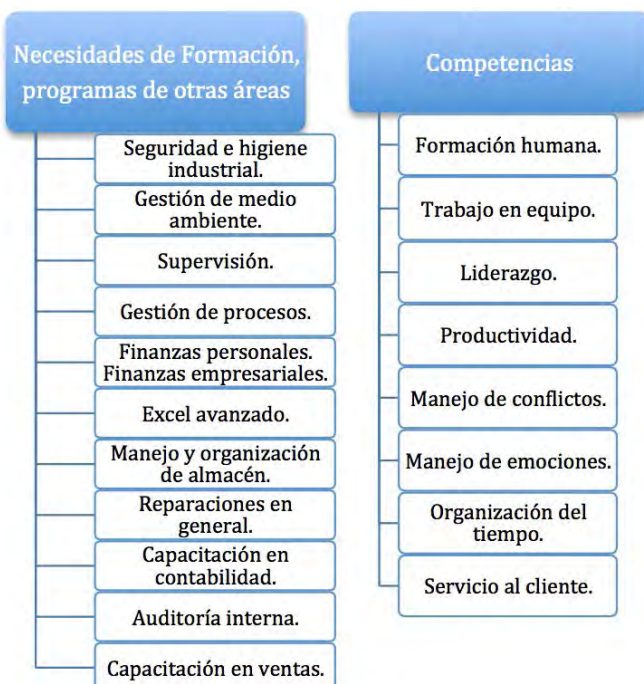 Necesidades de Formación,
programas de otras áreas
Seguridad e higiene
industrial.
Gestión de medio
ambiente.
Supervisión.
Gestión de procesos.
Finanzas personales.
Finanzas empresariales.
Excel avanzado.
Manejo y organización
de almacén.
Reparaciones en
general.
Capacitación en
contabilidad.
Auditoría interna.
Capacitación en ventas.
Competencias
Formación humana.
Trabajo en equipo.
Liderazgo.
Productividad.
Manejo de conflictos.
Manejo de emociones.
Organización del
tiempo.
Servicio al cliente.